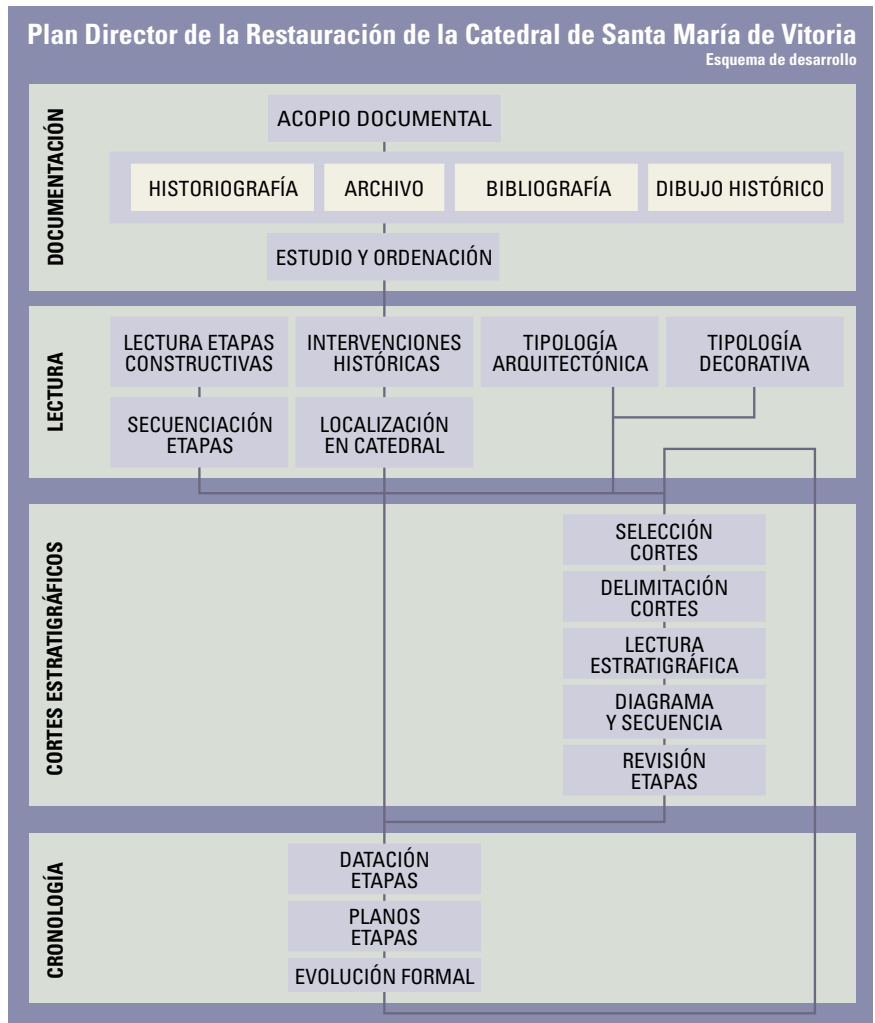 Plan Director de la Restauración de la Catedral de Santa María de Vitoria
Esquema de desarrollo
DOCUMENTACIÓN
ACOPIO DOCUMENTAL
HISTORIOGRAFÍA
ARCHIVO
BIBLIOGRAFÍA
DIBUJO HISTÓRICO
ESTUDIO Y ORDENACIÓN
LECTURA
LECTURA ETAPAS
CONSTRUCTIVAS
INTERVENCIONES
HISTÓRICAS
TIPOLOGÍA
ARQUITECTÓNICA
TIPOLOGÍA
DECORATIVA
SECUENCIACIÓN
ETAPAS
LOCALIZACIÓN
EN CATEDRAL
CORTES ESTRATIGRÁFICOS
SELECCIÓN
CORTES
DELIMITACIÓN
CORTES
LECTURA
ESTRATIGRÁFICA
DIAGRAMA
Y SECUENCIA
REVISIÓN
ETAPAS
CRONOLOGÍA
DATACIÓN
ETAPAS
PLANOS
ETAPAS
EVOLUCIÓN FORMAL